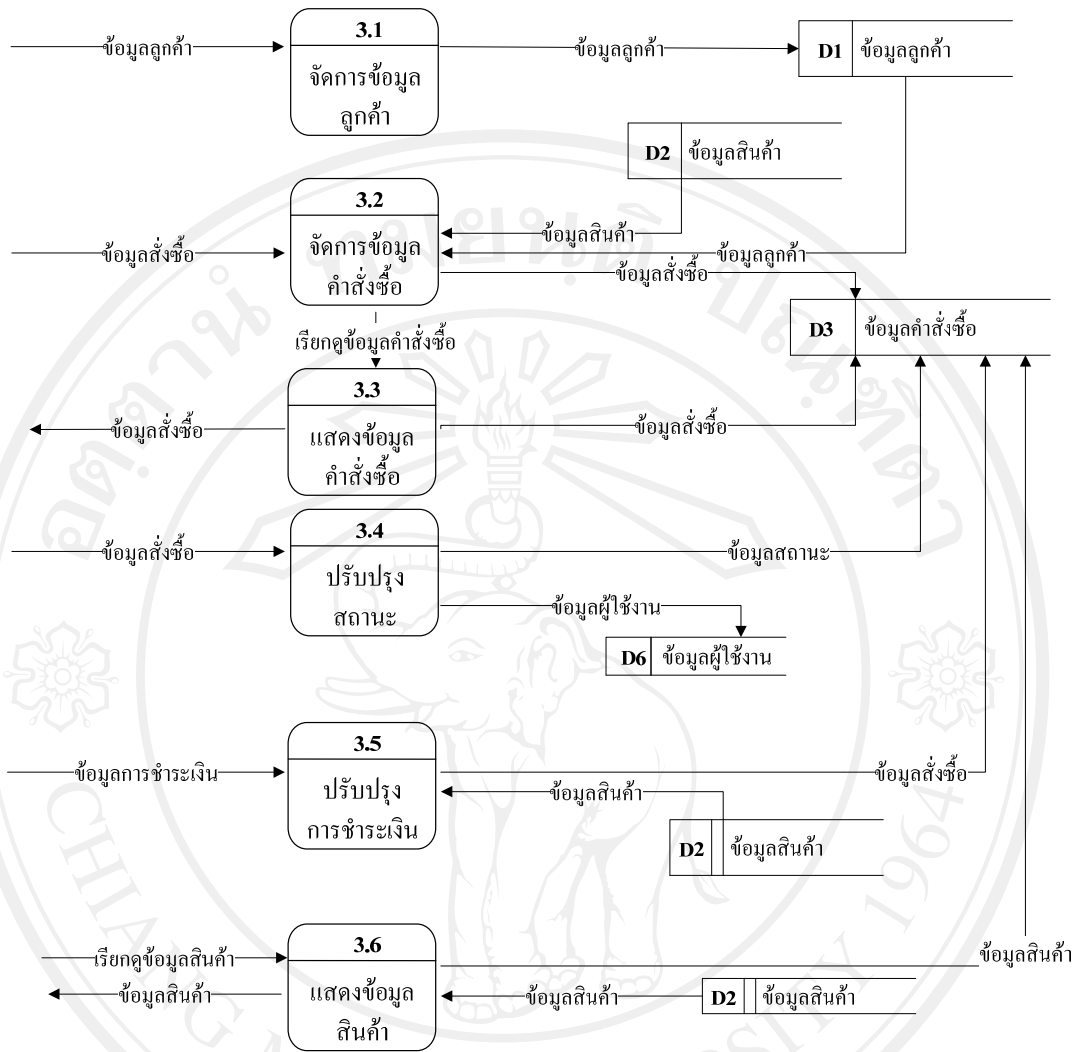 3.1
ข้อมูลลูกค้า
ข้อมูลลูกค้า
D1 ข้อมูลลูกค้า
จัดการข้อมูล
ลูกค้า
D2 ข้อมูลสินค้า
3.2
ข้อมูลสั่งซื้อ
จัดการข้อมูล
คำสั่งซื้อ
ข้อมูลสินค้า
ข้อมูลลูกค้า
ข้อมูลสั่งซื้อ
D3 ข้อมูลคำสั่งซื้อ
เรียกดูข้อมูลคำสั่งซื้อ
3.3
ข้อมูลสั่งซื้อ
แสดงข้อมูล
คำสั่งซื้อ
ข้อมูลสั่งซื้อ
3.4
ข้อมูลสั่งซื้อ
ปรับปรุง
สถานะ
ข้อมูลสถานะ
ข้อมูลผู้ใช้งาน
D6 ข้อมูลผู้ใช้งาน
3.5
ข้อมูลการชำระเงิน
ปรับปรุง
การชำระเงิน
ข้อมูลสั่งซื้อ
ข้อมูลสินค้า
D2 ข้อมูลสินค้า
3.6
เรียกดูข้อมูลสินค้า
ข้อมูลสินค้า
แสดงข้อมูล
สินค้า
ข้อมูลสินค้า
ข้อมูลสินค้า
D2 ข้อมูลสินค้า